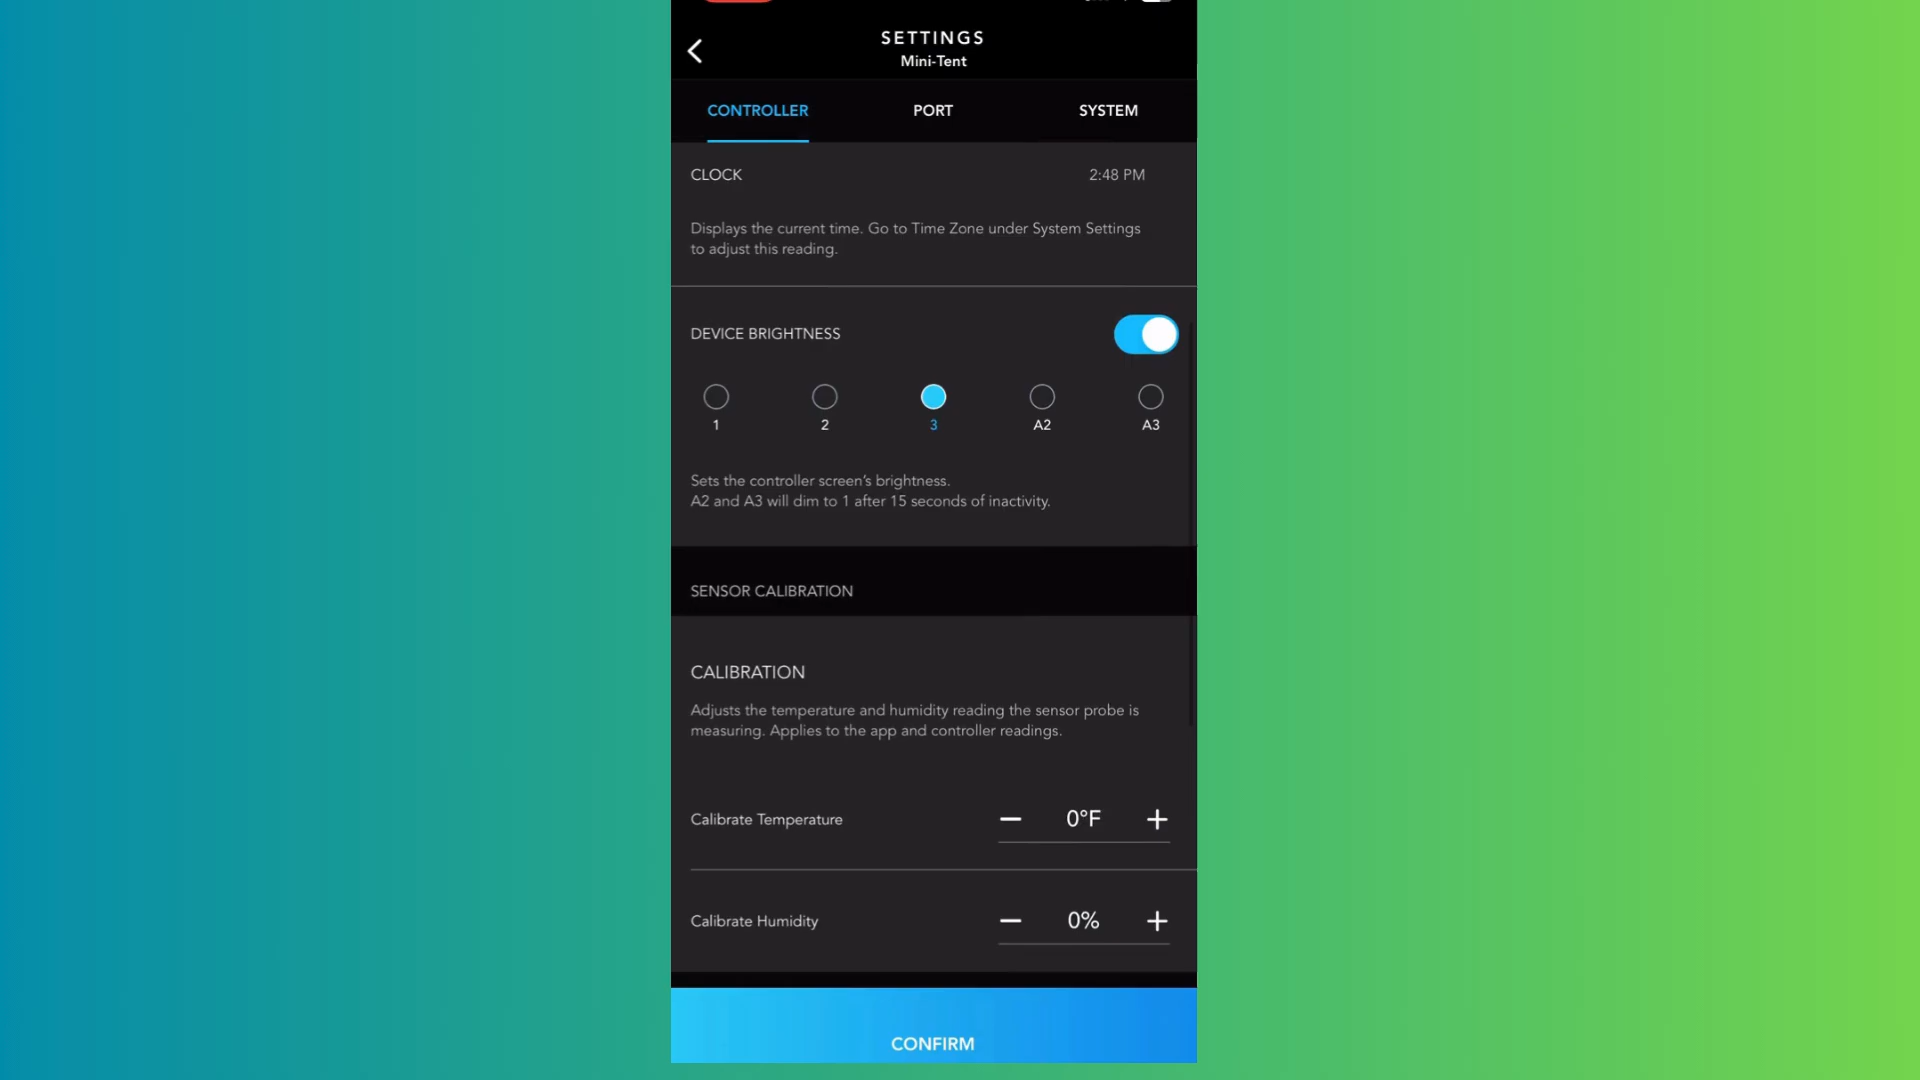 SETTINGS
Mini-Tent
CONTROLLER PORT SYSTEM
CLOCK 2:48 PM
Displays the current time. Go to Time Zone under System Settings
to adjust this reading.
DEVICE BRIGHTNESS
1 2 3 A2 A3
Sets the controller screen's brightness.
A2 and A3 will dim to 1 after 15 seconds of inactivity.
SENSOR CALIBRATION
CALIBRATION
Adjusts the temperature and humidity reading the sensor probe is
measuring. Applies to the app and controller readings.
Calibrate Temperature — 0°F +
Calibrate Humidity — 0% +
CONFIRM